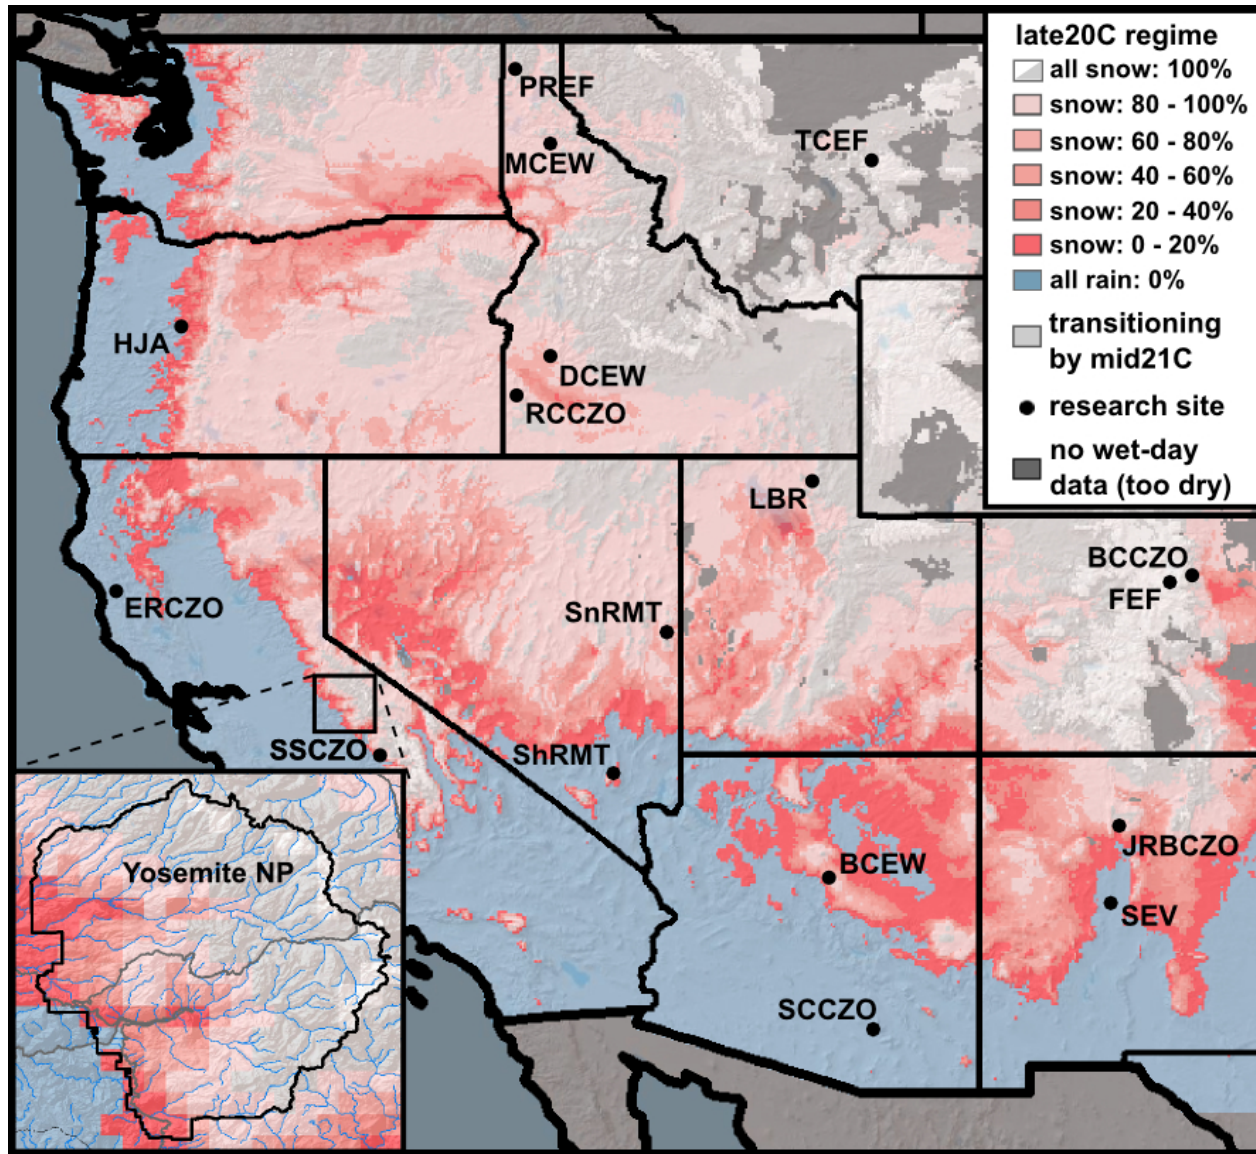 late20C regime
all snow: 100%
snow: 80 - 100%
snow: 60 - 80%
snow: 40 - 60%
snow: 20 - 40%
snow: 0 - 20%
all rain: 0%
transitioning
by mid21C
research site
no wet-day
data (too dry)
PREF
MCEW
TCEF
HJA
DCEW
RCCZO
LBR
BCCZO
FEF
ERCZO
SnRMT
SSCZO
ShRMT
JRBCZO
BCEW
SEV
SCCZO
Yosemite NP